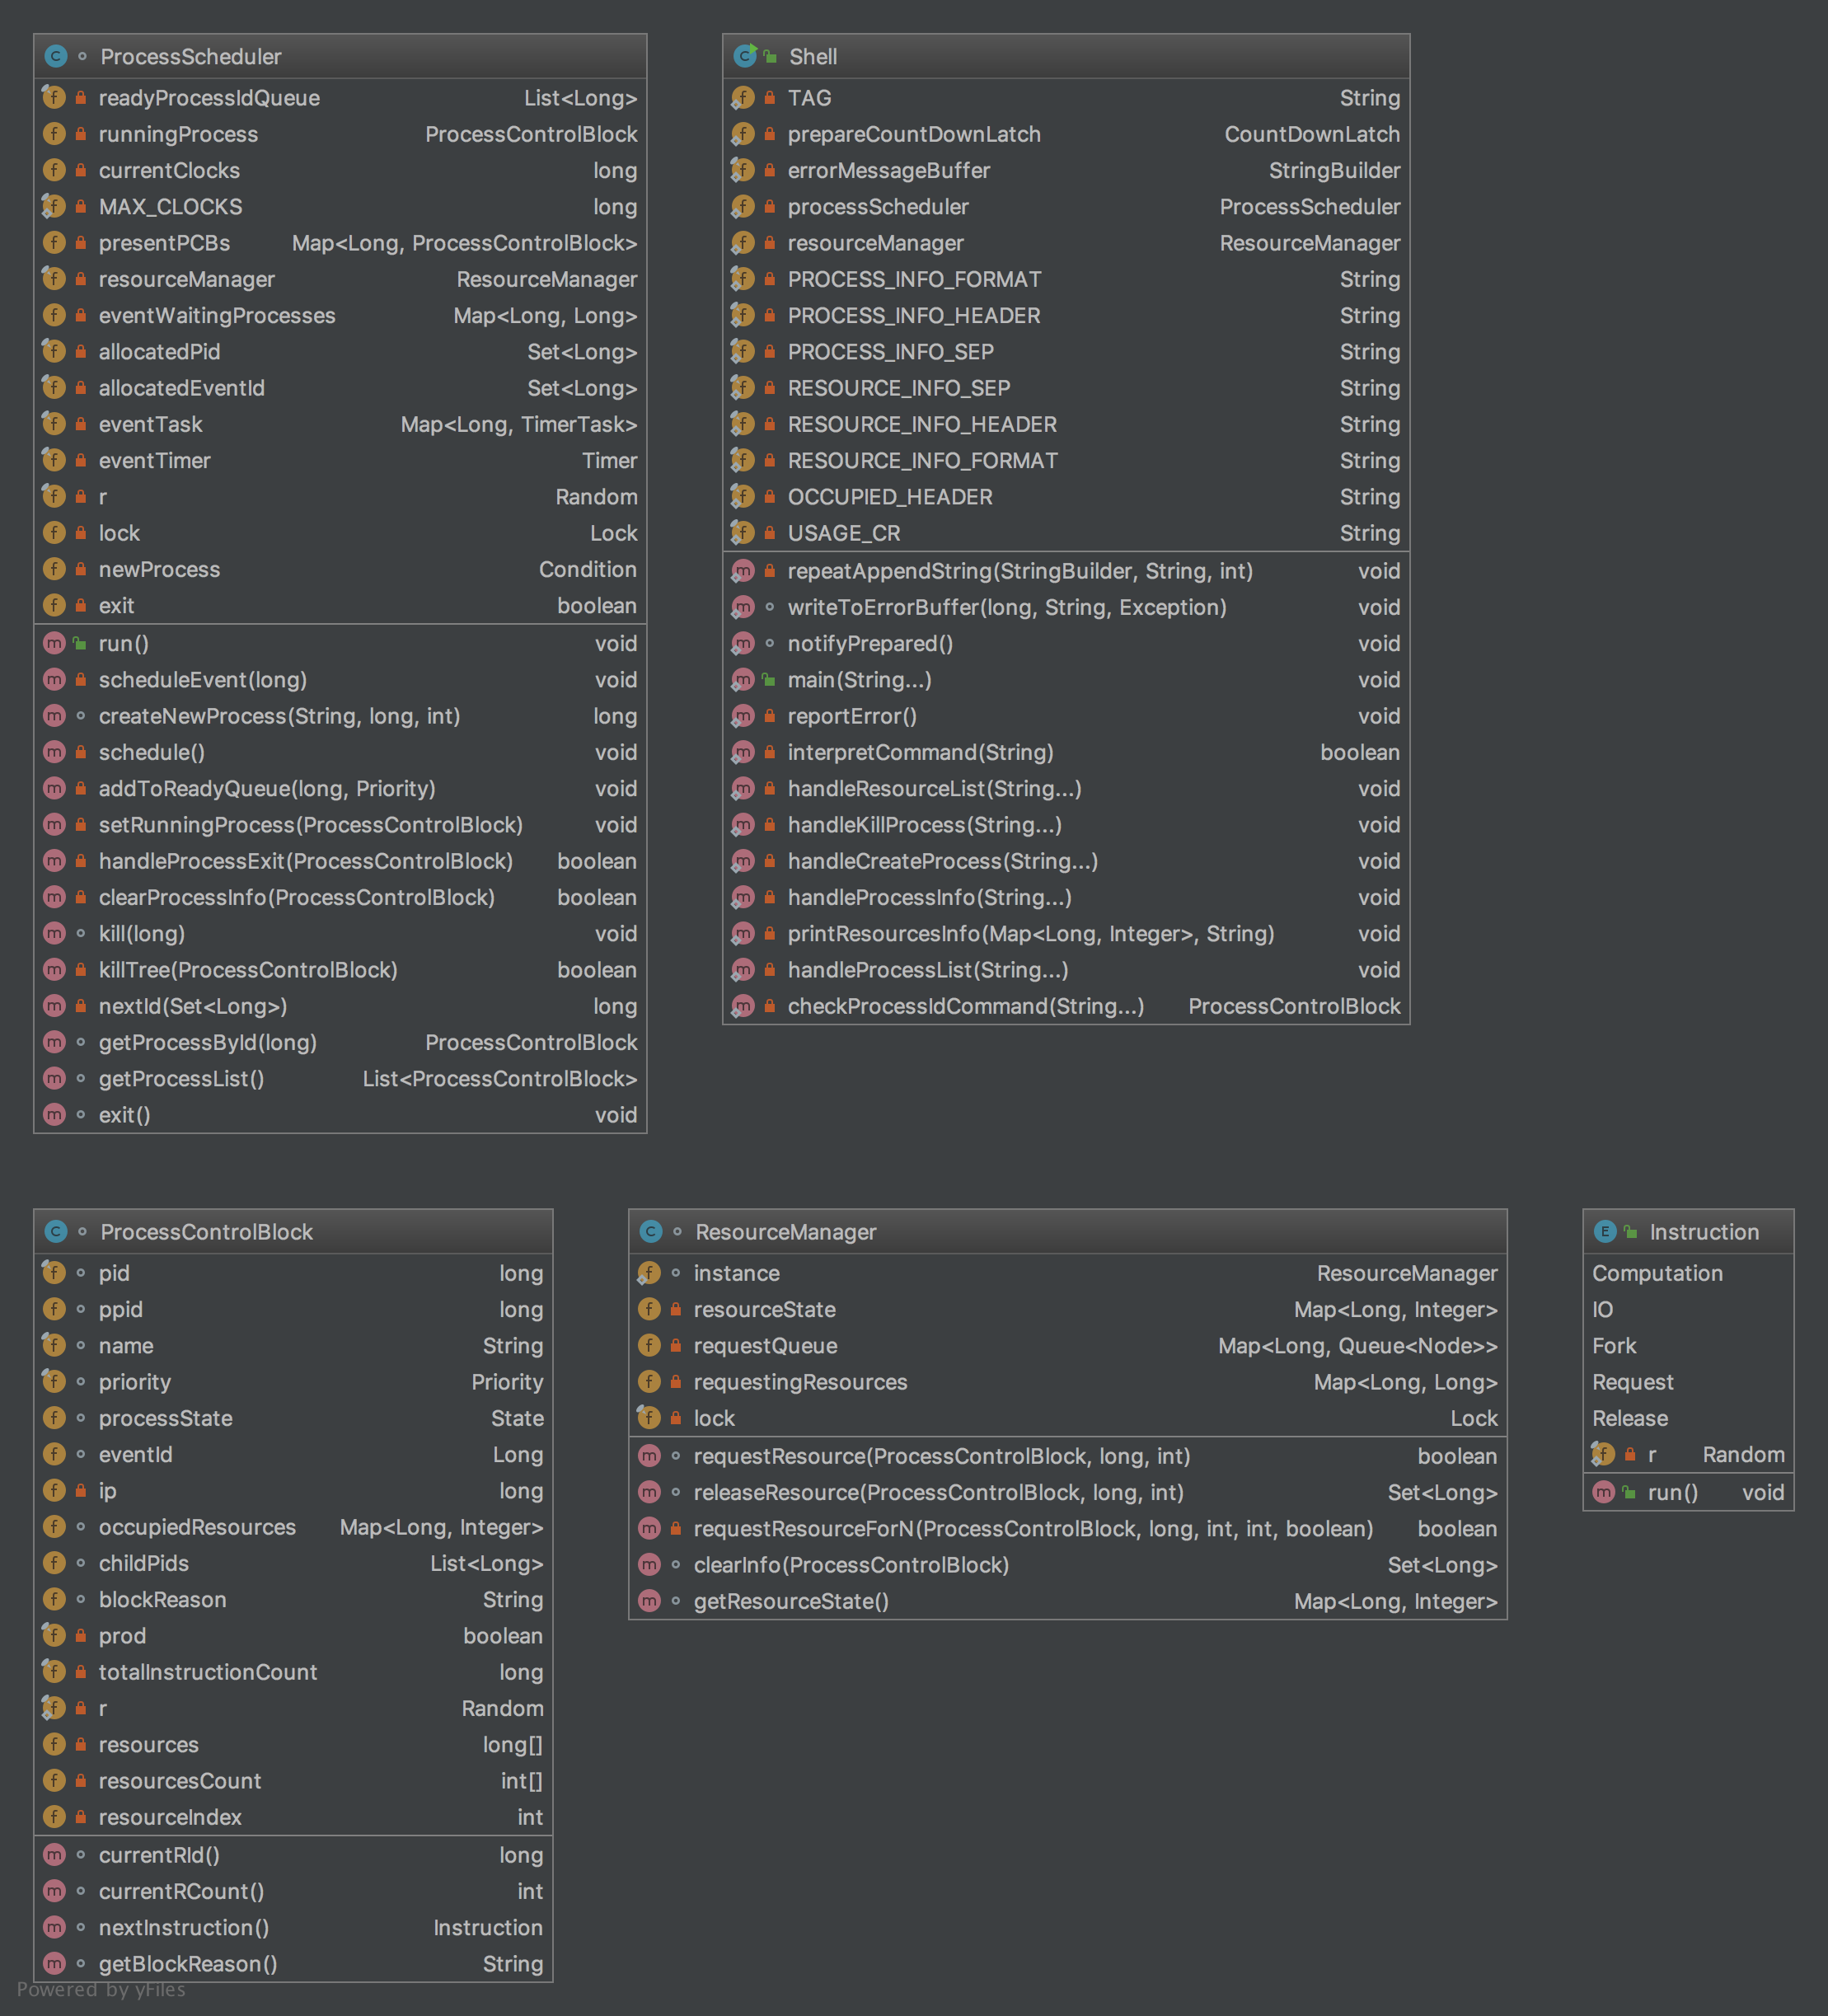 ProcessScheduler
readyProcessIdQueue List<Long>
runningProcess ProcessControlBlock
currentClocks long
MAX_CLOCKS long
presentPCBs Map<Long, ProcessControlBlock>
resourceManager ResourceManager
eventWaitingProcesses Map<Long, Long>
allocatedPid Set<Long>
allocatedEventId Set<Long>
eventTask Map<Long, TimerTask>
eventTimer Timer
r Random
lock Lock
newProcess Condition
exit boolean
run() void
scheduleEvent(long) void
createNewProcess(String, long, int) long
schedule() void
addToReadyQueue(long, Priority) void
setRunningProcess(ProcessControlBlock) void
handleProcessExit(ProcessControlBlock) boolean
clearProcessInfo(ProcessControlBlock) boolean
kill(long) void
killTree(ProcessControlBlock) boolean
nextId(Set<Long>) long
getProcessById(long) ProcessControlBlock
getProcessList() List<ProcessControlBlock>
exit() void
Shell
TAG String
prepareCountDownLatch CountDownLatch
errorMessageBuffer StringBuilder
processScheduler ProcessScheduler
resourceManager ResourceManager
PROCESS_INFO_FORMAT String
PROCESS_INFO_HEADER String
PROCESS_INFO_SEP String
RESOURCE_INFO_SEP String
RESOURCE_INFO_HEADER String
RESOURCE_INFO_FORMAT String
OCCUPIED_HEADER String
USAGE_CR String
repeatAppendString(StringBuilder, String, int) void
writeToErrorBuffer(long, String, Exception) void
notifyPrepared() void
main(String...) void
reportError() void
interpretCommand(String) boolean
handleResourceList(String...) void
handleKillProcess(String...) void
handleCreateProcess(String...) void
handleProcessInfo(String...) void
printResourcesInfo(Map<Long, Integer>, String) void
handleProcessList(String...) void
checkProcessIdCommand(String...) ProcessControlBlock
ProcessControlBlock
pid long
ppid long
name String
priority Priority
processState State
eventId Long
ip long
occupiedResources Map<Long, Integer>
childPids List<Long>
blockReason String
prod boolean
totalInstructionCount long
r Random
resources long[]
resourcesCount int[]
resourceIndex int
currentRId() long
currentRCount() int
nextInstruction() Instruction
getBlockReason() String
ResourceManager
instance ResourceManager
resourceState Map<Long, Integer>
requestQueue Map<Long, Queue<Node>>
requestingResources Map<Long, Long>
lock Lock
requestResource(ProcessControlBlock, long, int) boolean
releaseResource(ProcessControlBlock, long, int) Set<Long>
requestResourceForN(ProcessControlBlock, long, int, int, boolean) boolean
clearInfo(ProcessControlBlock) Set<Long>
getResourceState() Map<Long, Integer>
Instruction
Computation
IO
Fork
Request
Release
r Random
run() void
Powered by yFiles